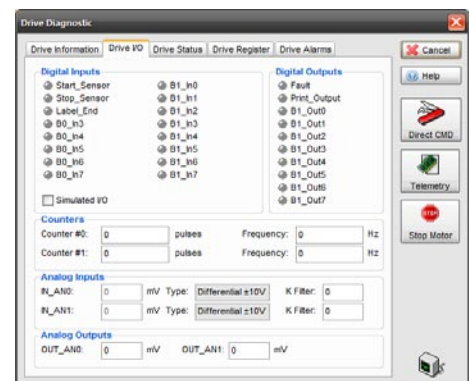 Drive Diagnostic
Drive Information Drive I/O Drive Status Drive Register Drive Alarms
Cancel
Help
Direct CMD
Telemetry
STOP
Stop Motor
Digital Inputs
Start_Sensor B1_In0
Stop_Sensor B1_In1
Label_End B1_In2
B0_In3 B1_In3
B0_In4 B1_In4
B0_In5 B1_In5
B0_In6 B1_In6
B0_In7 B1_In7
Simulated I/O
Digital Outputs
Fault
Print_Output
B1_Out0
B1_Out1
B1_Out2
B1_Out3
B1_Out4
B1_Out5
B1_Out6
B1_Out7
Counters
Counter #0: 0 pulses Frequency: 0 Hz
Counter #1: 0 pulses Frequency: 0 Hz
Analog Inputs
IN_AN0: 0 mV Type: Differential ±10V K Filter: 0
IN_AN1: 0 mV Type: Differential ±10V K Filter: 0
Analog Outputs
OUT_AN0: 0 mV OUT_AN1: 0 mV